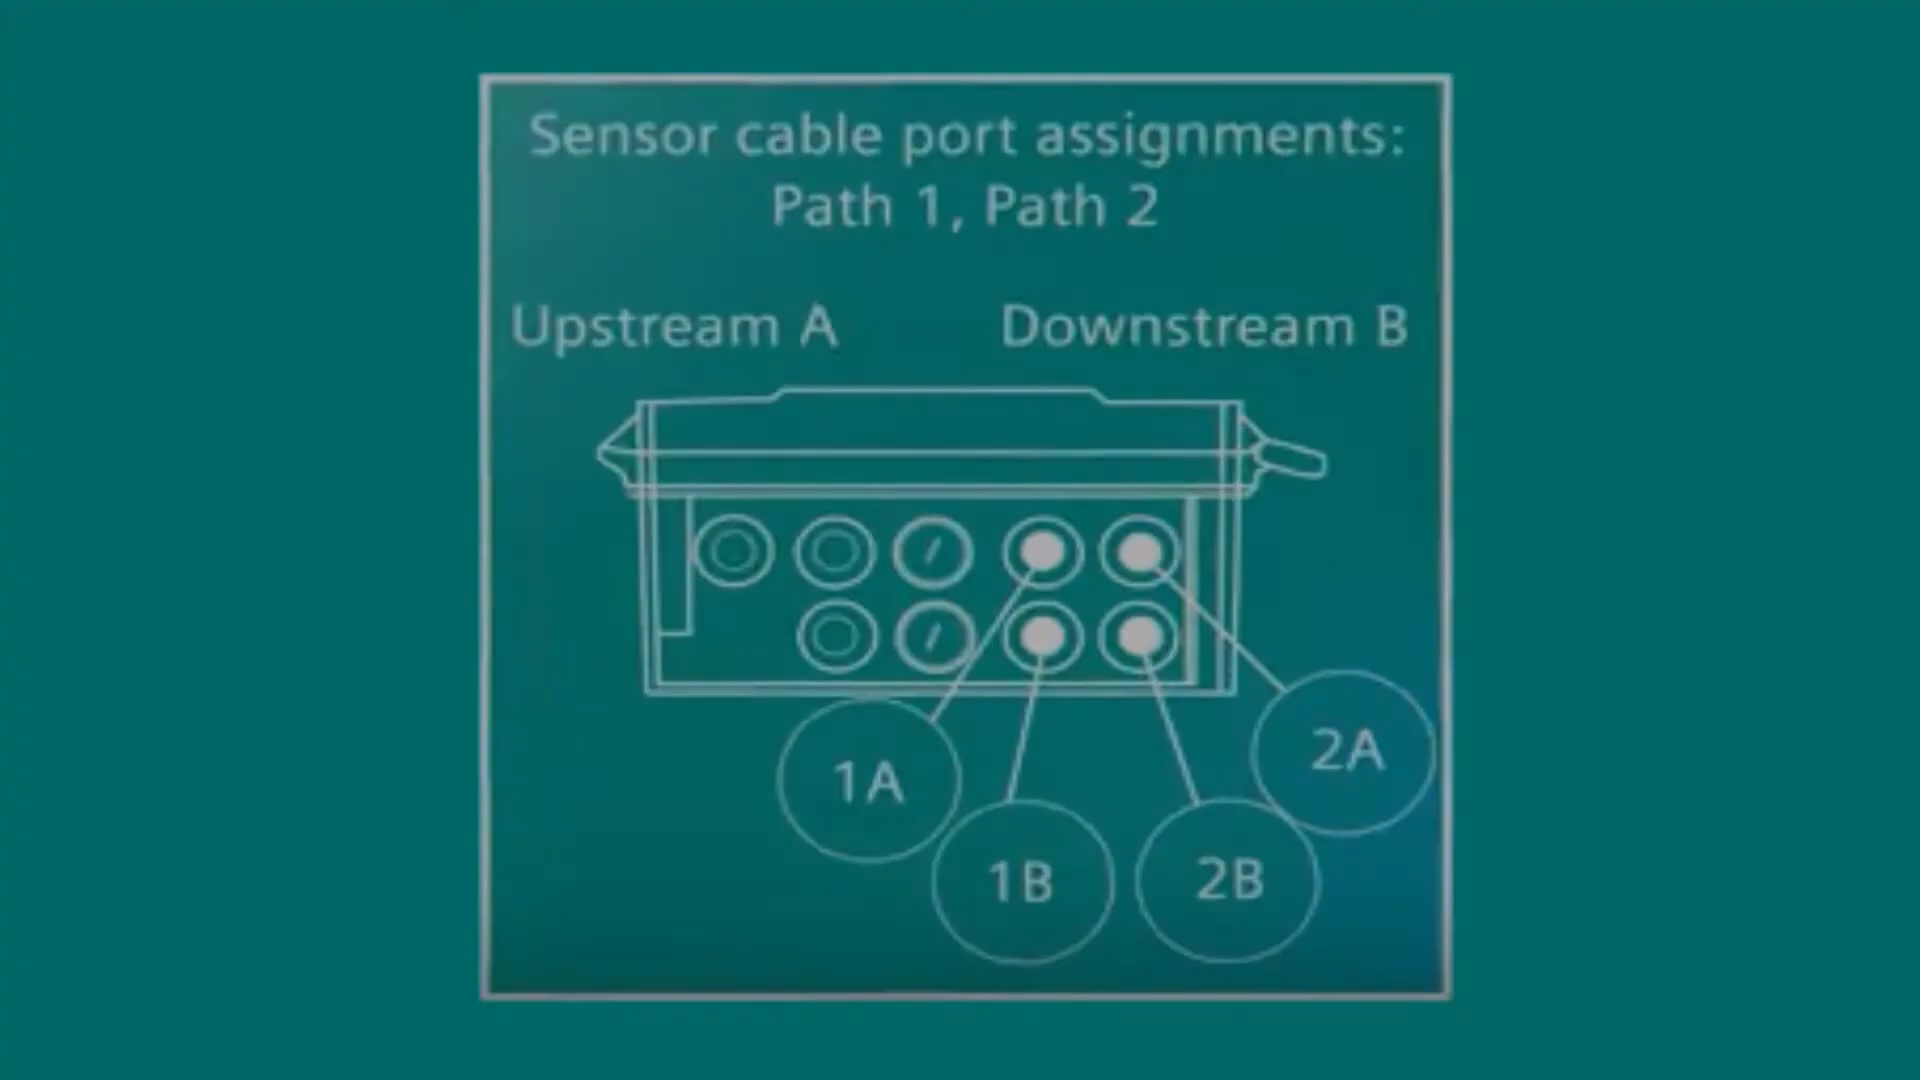 Sensor cable port assignments:
Path 1, Path 2
Upstream A
Downstream B
1A
2A
1B
2B